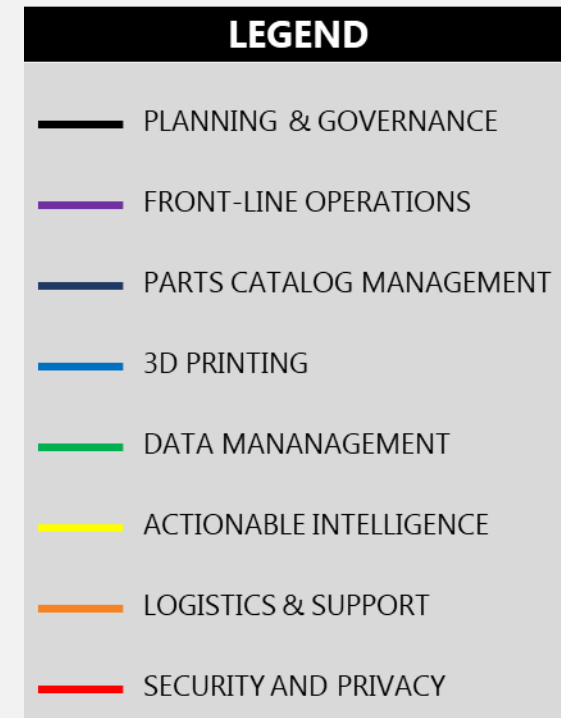 LEGEND
PLANNING & GOVERNANCE
FRONT-LINE OPERATIONS
PARTS CATALOG MANAGEMENT
3D PRINTING
DATA MANANAGEMENT
ACTIONABLE INTELLIGENCE
LOGISTICS & SUPPORT
SECURITY AND PRIVACY